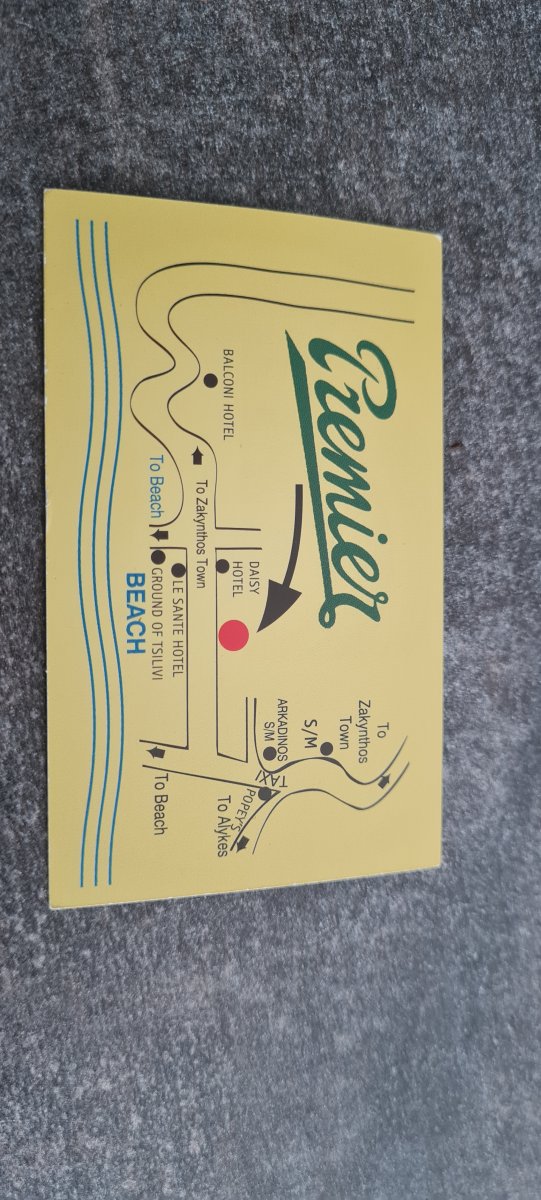 Premier
To
Zakynthos
Town
S/M
ARKADINOS
S/M
TAXI
POPEY'S
To Alykes
DAISY
HOTEL
BALCONI HOTEL
To Zakynthos Town
LE SANTE HOTEL
GROUND OF TSILIVI
To Beach
To Beach
BEACH